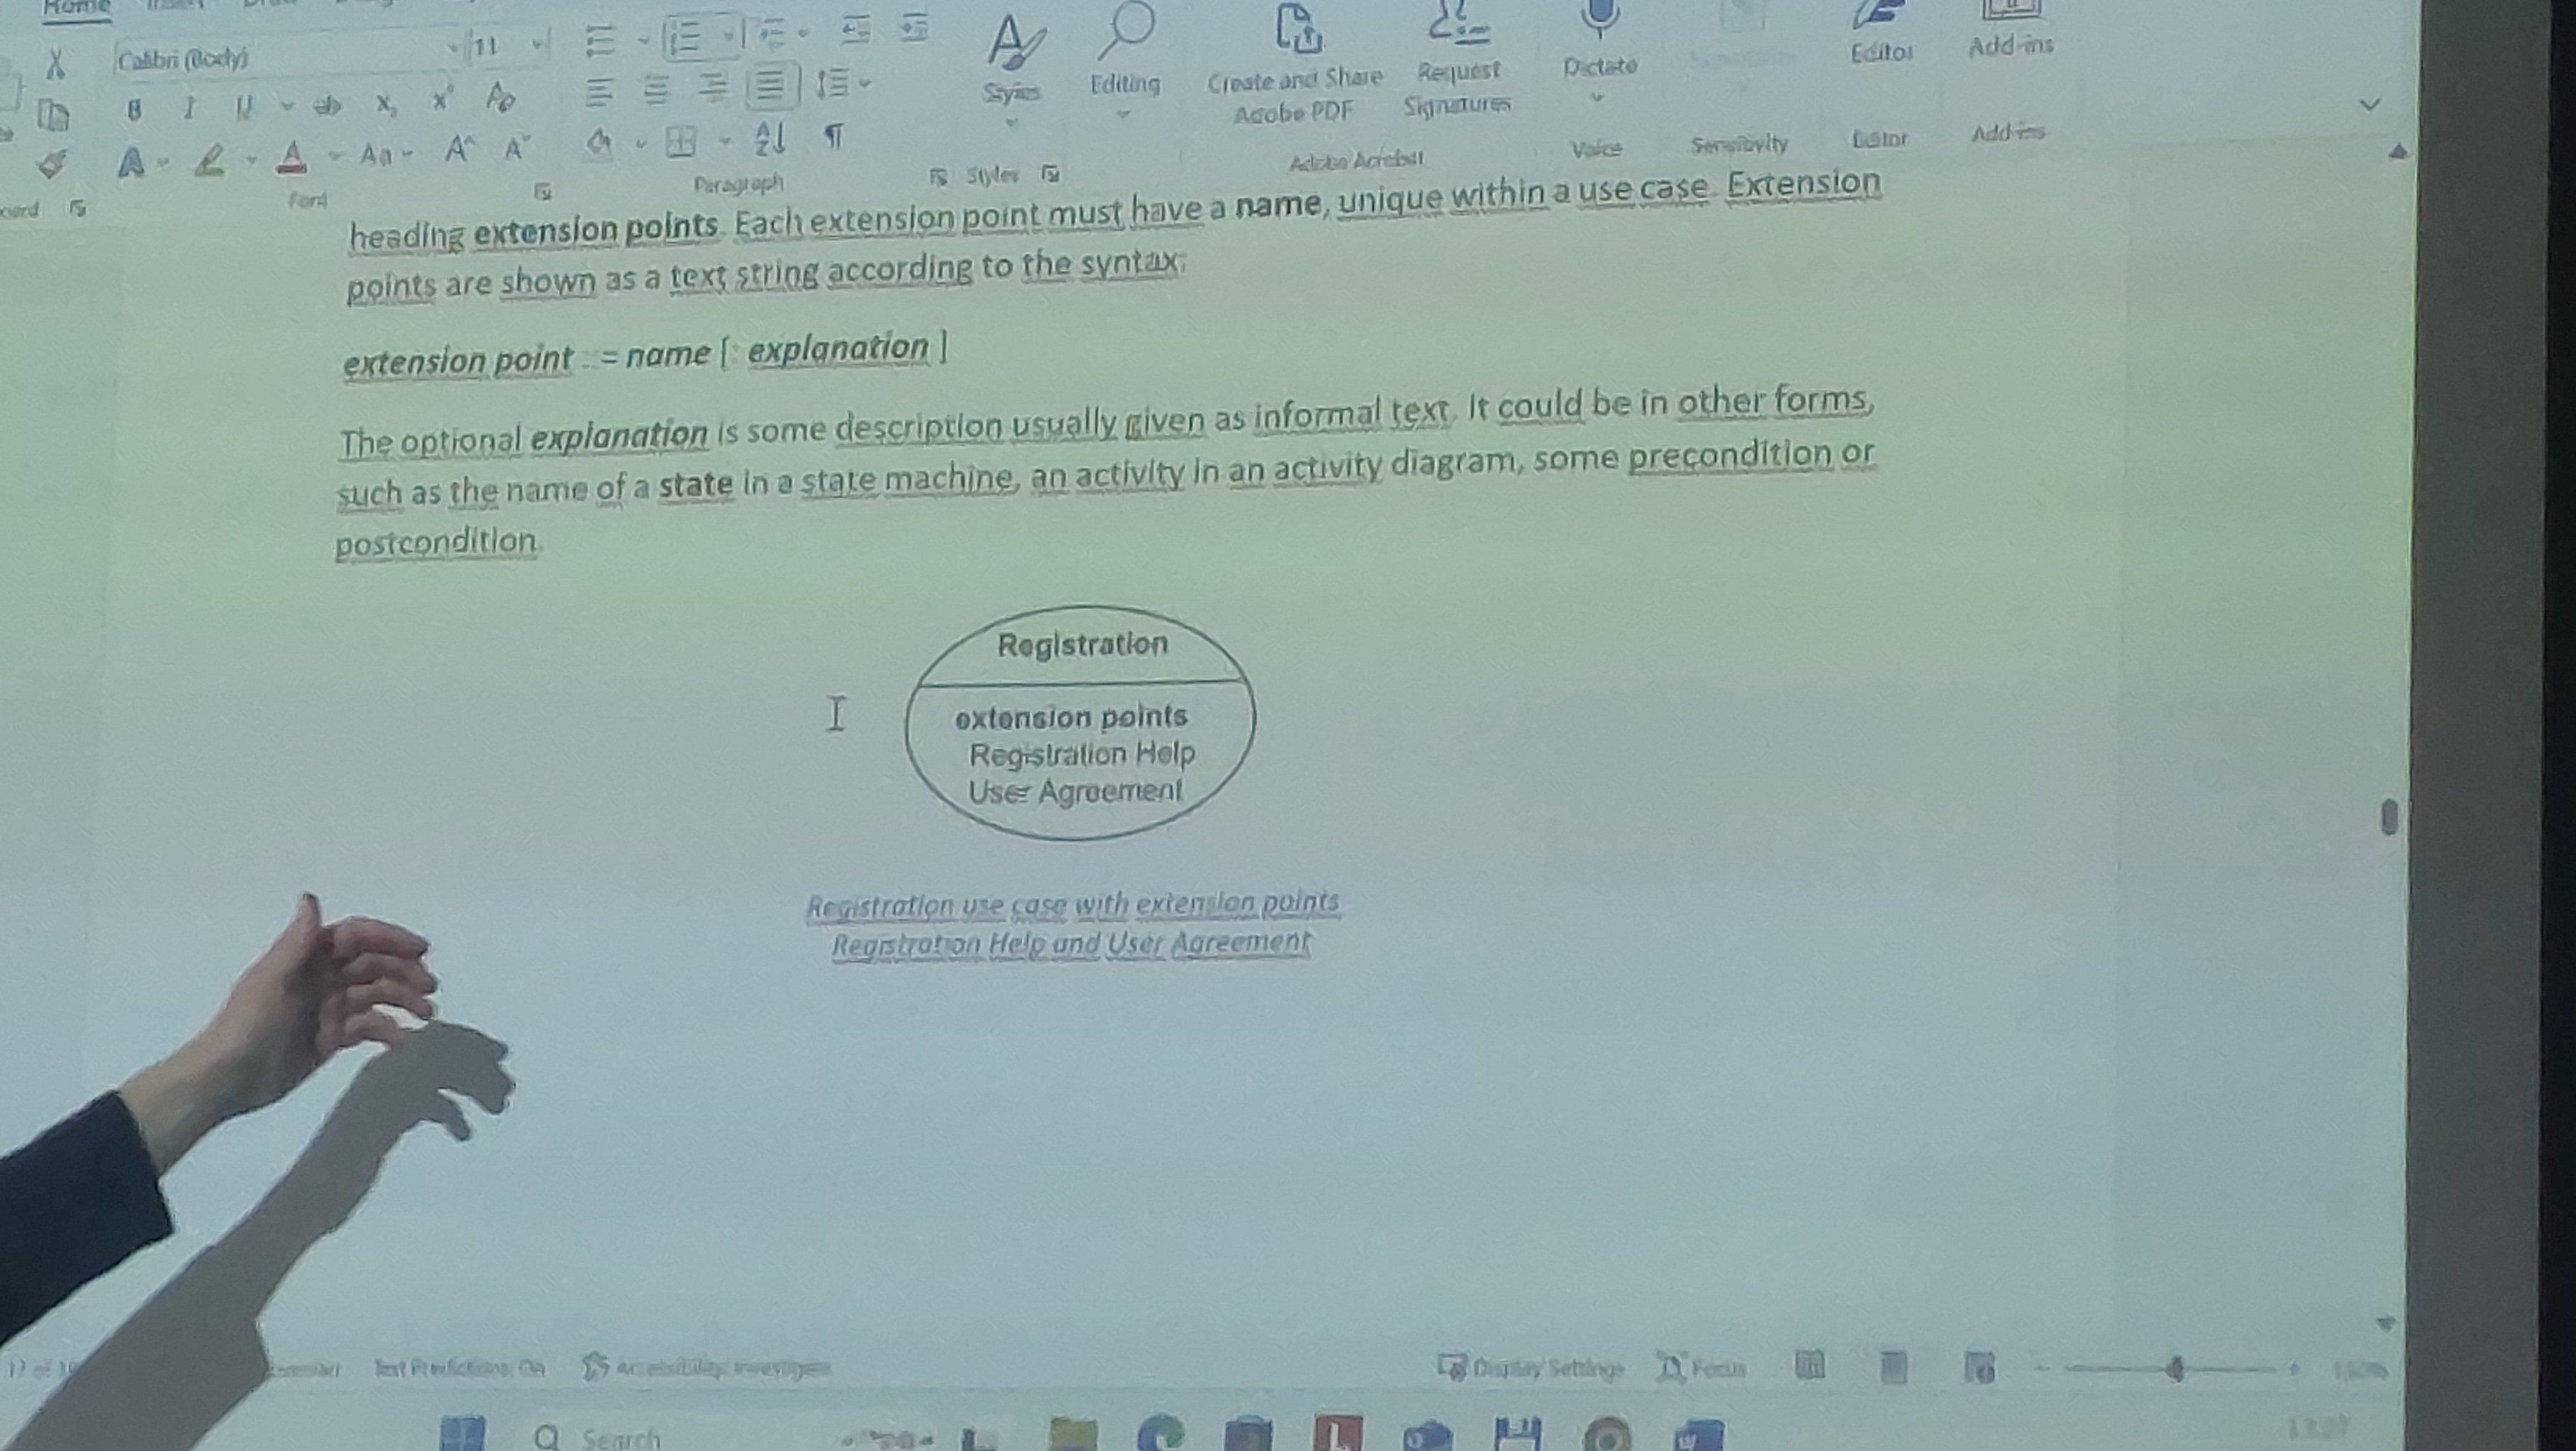 Home
Calibri (Body)
11
Styles
Editing
Create and Share
Adobe PDF
Request
Signatures
Dictate
Editor
Add-ins
Font
Paragraph
Styles
Adobe Acrobat
Voice
Sensitivity
Editor
Add-ins
heading extension points. Each extension point must have a name, unique within a use case. Extension
points are shown as a text string according to the syntax:
extension point ::= name [: explanation ]
The optional explanation is some description usually given as informal text. It could be in other forms,
such as the name of a state in a state machine, an activity in an activity diagram, some precondition or
postcondition.
Registration
extension points
Registration Help
User Agreement
Registration use case with extension points
Registration Help and User Agreement
Text Predictions: On
Accessibility: Investigate
Display Settings
Focus
Search